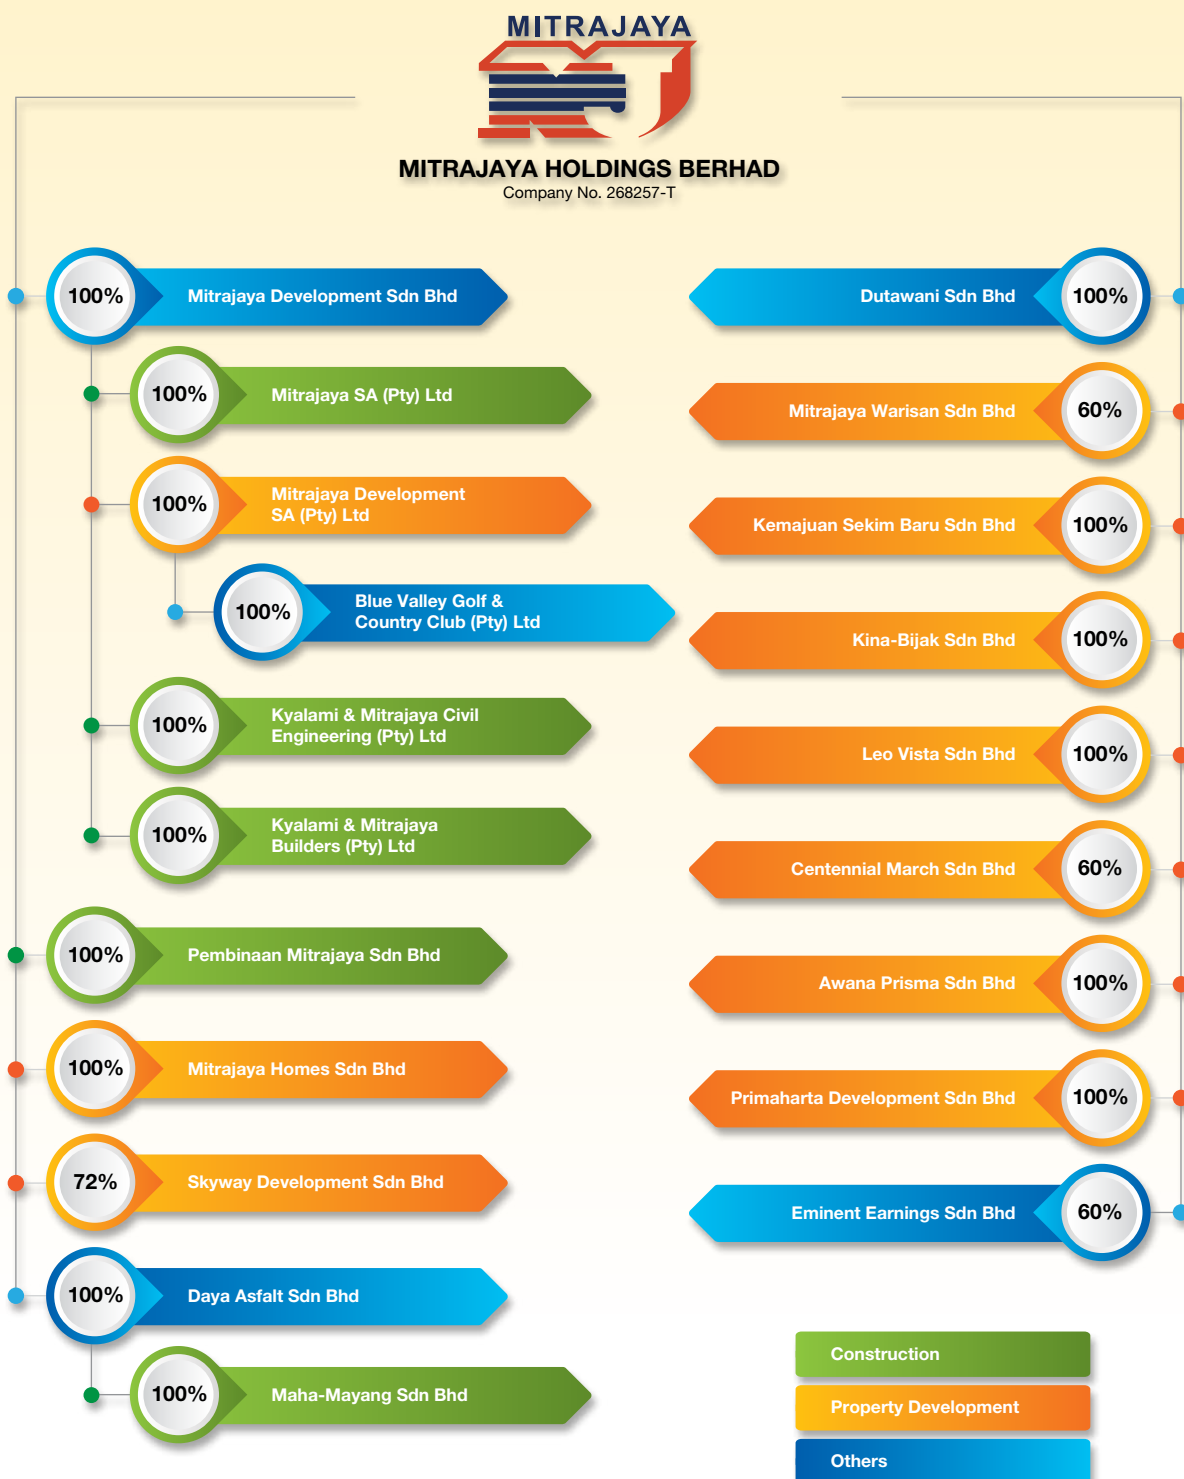 MITRAJAYA
MITRAJAYA HOLDINGS BERHAD
Company No. 268257-T
100%
Mitrajaya Development Sdn Bhd
100%
Mitrajaya SA (Pty) Ltd
100%
Mitrajaya Development
SA (Pty) Ltd
100%
Blue Valley Golf &
Country Club (Pty) Ltd
100%
Kyalami & Mitrajaya Civil
Engineering (Pty) Ltd
100%
Kyalami & Mitrajaya
Builders (Pty) Ltd
100%
Pembinaan Mitrajaya Sdn Bhd
100%
Mitrajaya Homes Sdn Bhd
72%
Skyway Development Sdn Bhd
100%
Daya Asfalt Sdn Bhd
100%
Maha-Mayang Sdn Bhd
Dutawani Sdn Bhd
100%
Mitrajaya Warisan Sdn Bhd
60%
Kemajuan Sekim Baru Sdn Bhd
100%
Kina-Bijak Sdn Bhd
100%
Leo Vista Sdn Bhd
100%
Centennial March Sdn Bhd
60%
Awana Prisma Sdn Bhd
100%
Primaharta Development Sdn Bhd
100%
Eminent Earnings Sdn Bhd
60%
Construction
Property Development
Others